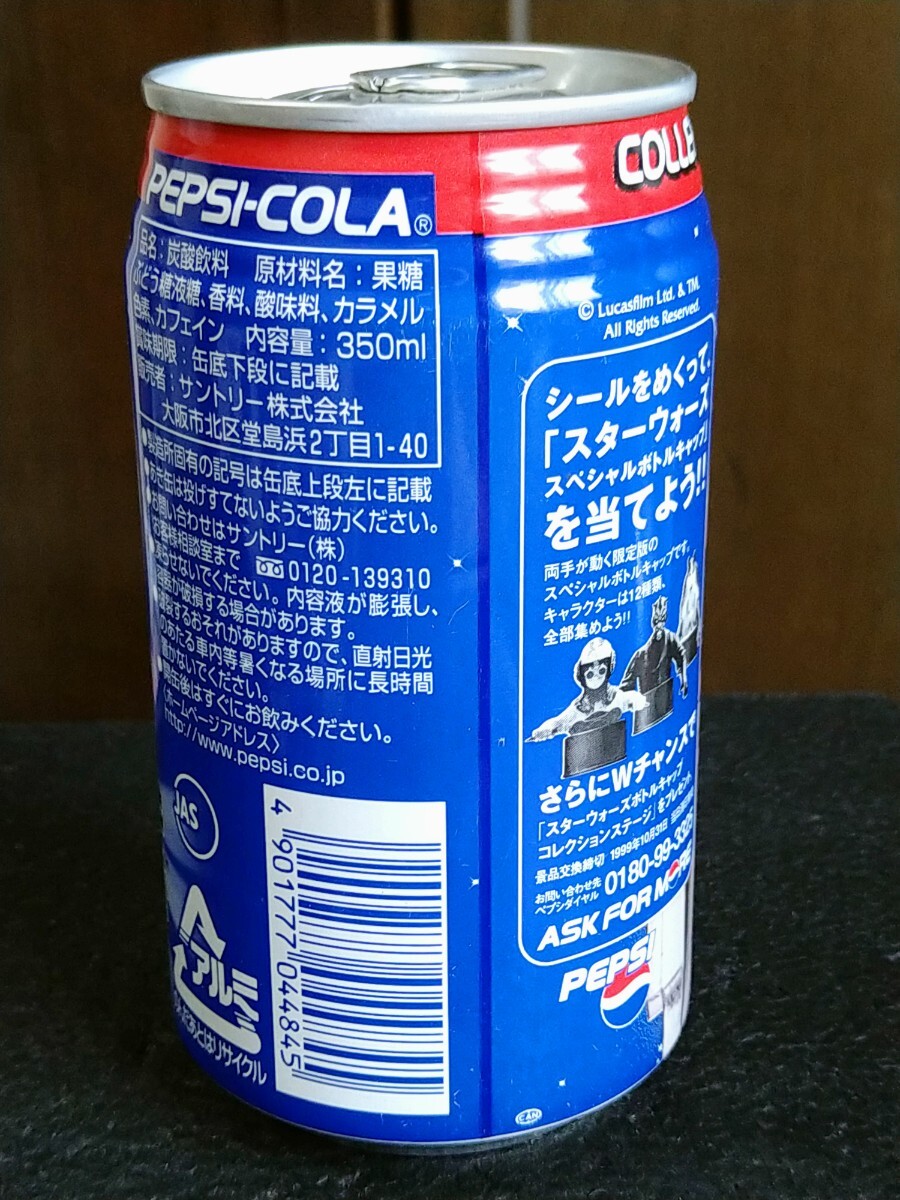 PEPSI-COLA®
品名：炭酸飲料 原材料名：果糖
ぶどう糖液糖、香料、酸味料、カラメル
色素、カフェイン 内容量：350ml
賞味期限：缶底下段に記載
販売者：サントリー株式会社
大阪市北区堂島浜2丁目1-40
●製造所固有の記号は缶底上段左に記載
●あき缶は投げすてないようご協力ください。
●お問い合わせはサントリー(株)
お客様相談室まで 0120-139310
凍らせないでください。内容液が膨張し、
容器が破損する場合があります。
するおそれがありますので、直射日光
のあたる車内等暑くなる場所に長時間
置かないでください。
開缶後はすぐにお飲みください。
〈ホームページアドレス〉
http://www.pepsi.co.jp
JAS
アルミ
あとはリサイクル
4 901777 044845
COLLE
© Lucasfilm Ltd. & TM.
All Rights Reserved.
シールをめくって、
「スターウォーズ
スペシャルボトルキャップ」
を当てよう!!
両手が動く限定版の
スペシャルボトルキャップです。
キャラクターは12種類、
全部集めよう!!
さらにWチャンスで
「スターウォーズボトルキャップ
コレクションステージ」をプレゼント
景品交換締切 1999年10月31日
お問い合わせ先
ペプシダイヤル 0180-99-3325
ASK FOR MORE
PEPSI
CAN